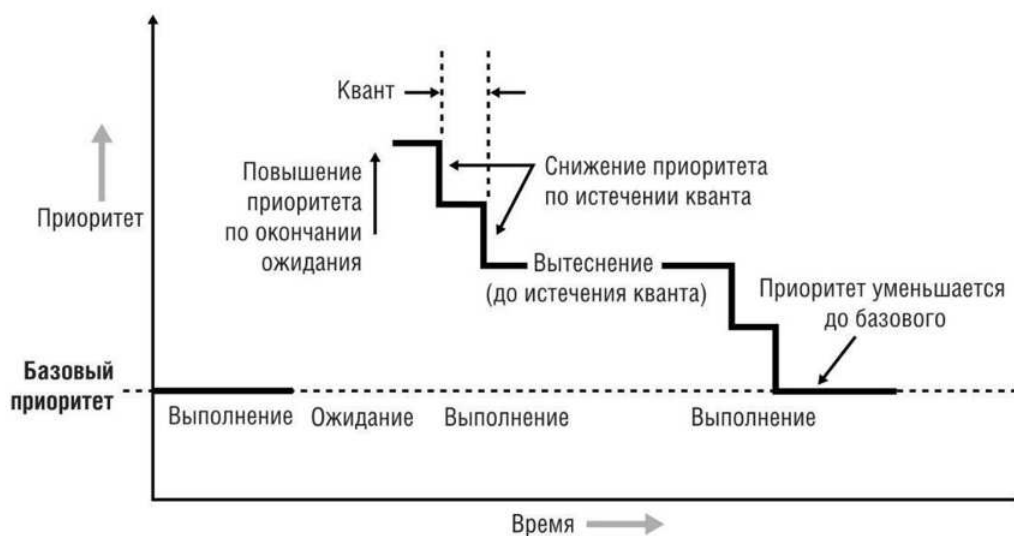 Квант
Повышение
приоритета
по окончании
ожидания
Снижение приоритета
по истечении кванта
Приоритет
Вытеснение
(до истечения кванта)
Приоритет уменьшается
до базового
Базовый
приоритет
Выполнение
Ожидание
Выполнение
Выполнение
Время